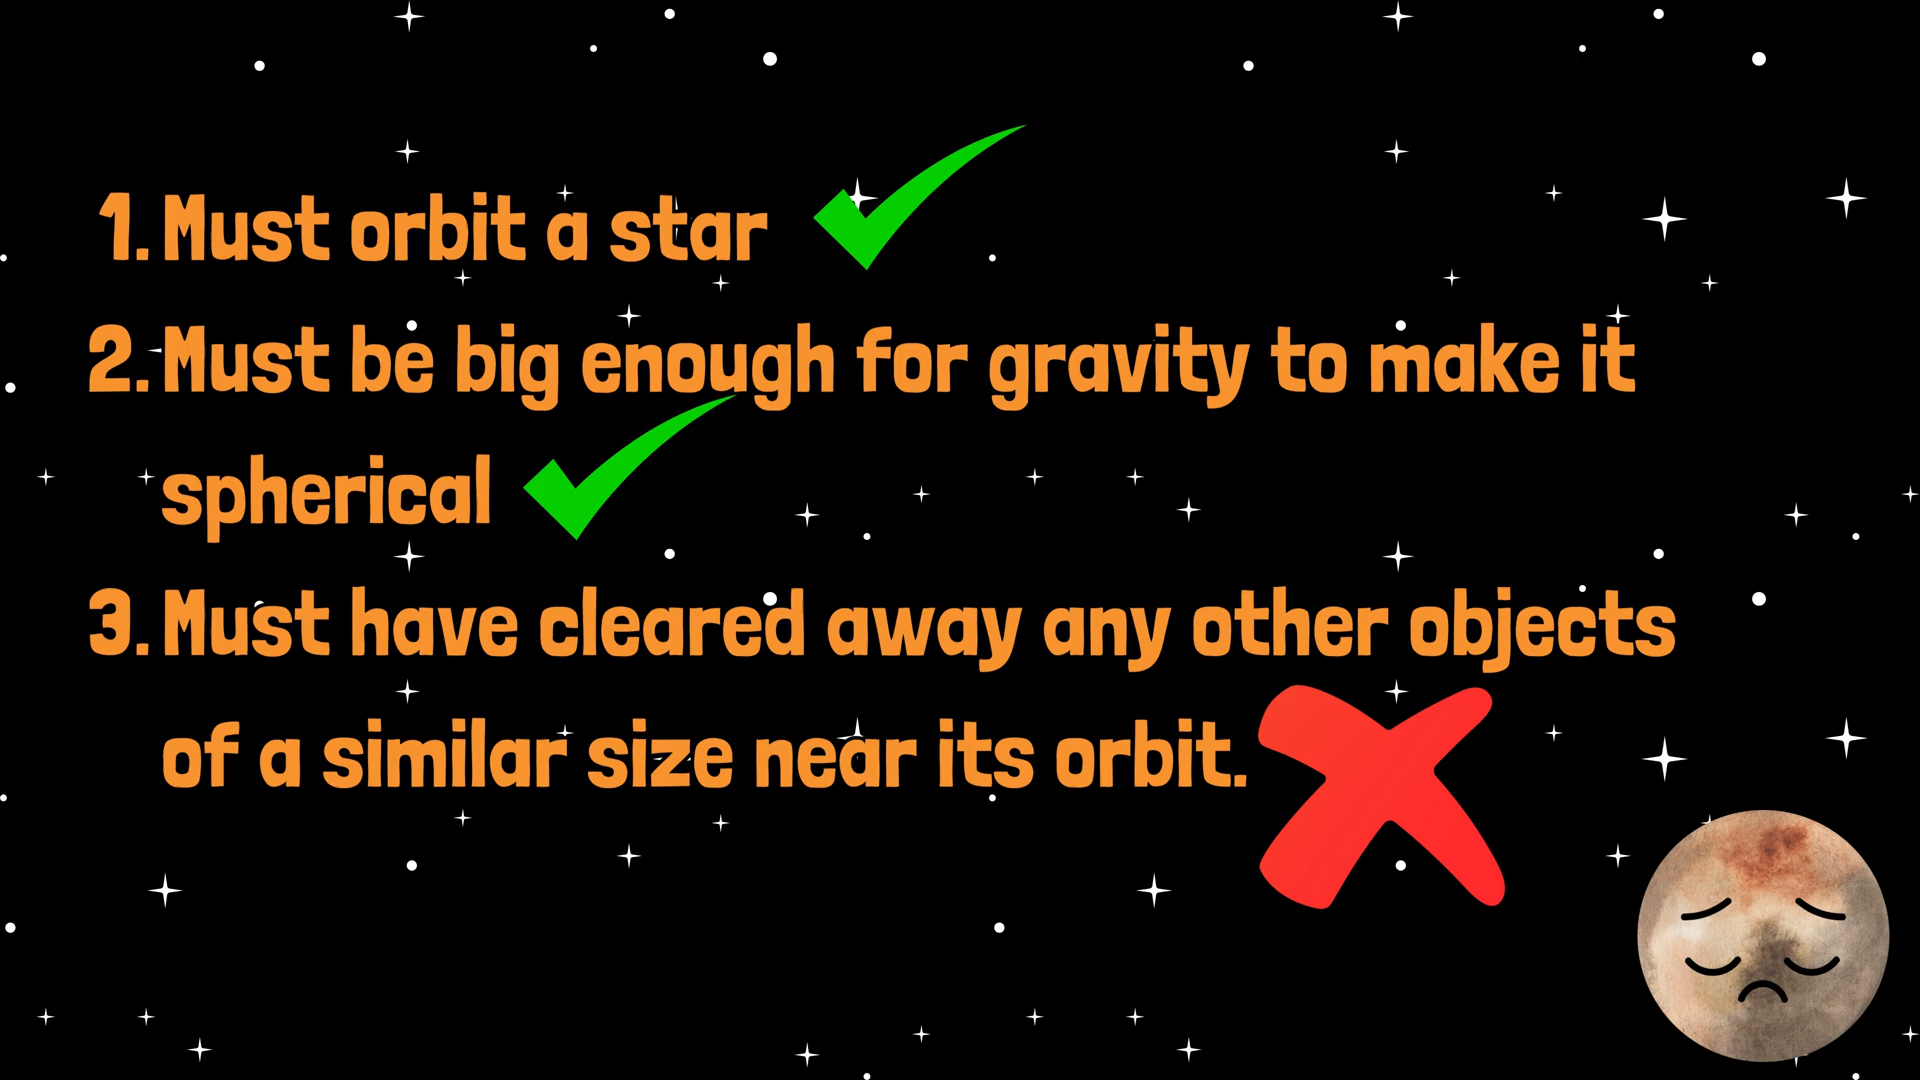 1. Must orbit a star
2. Must be big enough for gravity to make it
spherical
3. Must have cleared away any other objects
of a similar size near its orbit.